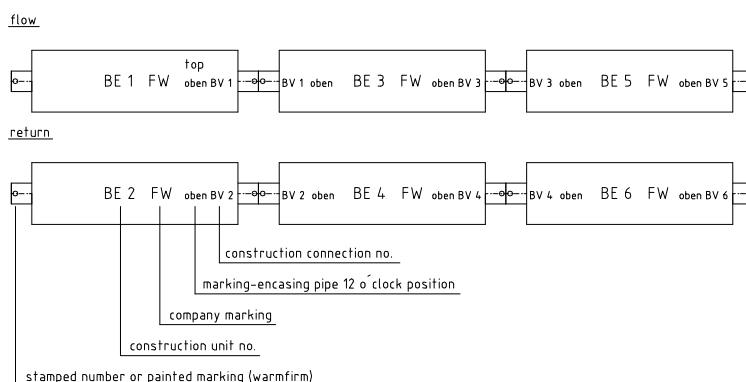 flow
top
BE 1 FW oben BV 1 BV 1 oben BE 3 FW oben BV 3 BV 3 oben BE 5 FW oben BV 5
return
BE 2 FW oben BV 2 BV 2 oben BE 4 FW oben BV 4 BV 4 oben BE 6 FW oben BV 6
construction connection no.
marking-encasing pipe 12 o´clock position
company marking
construction unit no.
stamped number or painted marking (warmfirm)